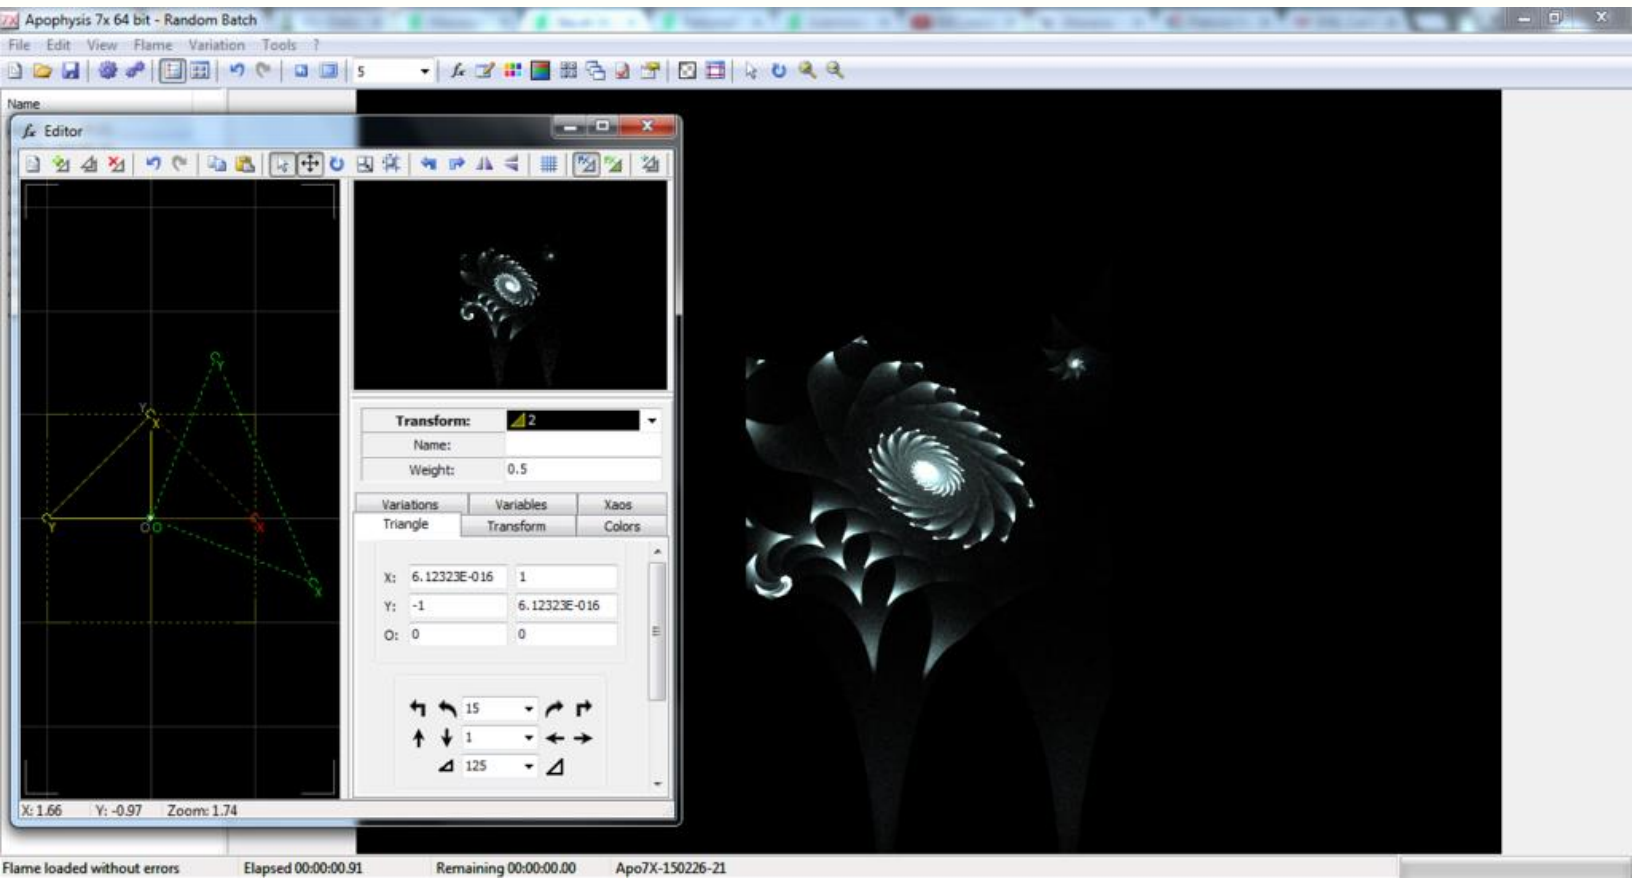 Apophysis 7x 64 bit - Random Batch
File Edit View Flame Variation Tools ?
5
Name
Editor
Y
Y X
Y O O X
X
Transform: 2
Name:
Weight: 0.5
Variations Variables Xaos
Triangle Transform Colors
X: 6.12323E-016 1
Y: -1 6.12323E-016
O: 0 0
15
1
125
X: 1.66 Y: -0.97 Zoom: 1.74
Flame loaded without errors Elapsed 00:00:00.91 Remaining 00:00:00.00 Apo7X-150226-21